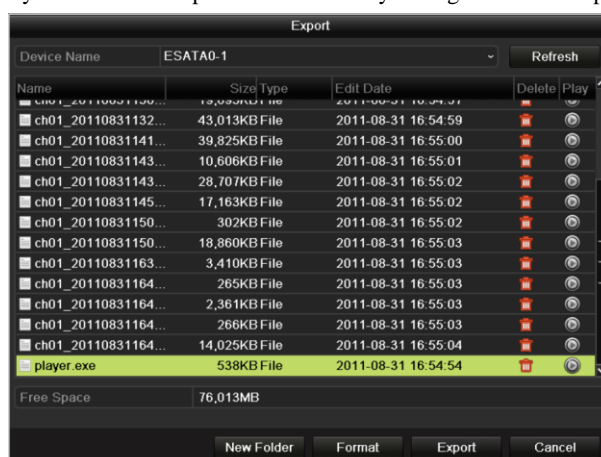 Export
Device Name ESATA0-1 Refresh
Name Size Type Edit Date Delete Play
ch01_20110831132... 43,013KB File 2011-08-31 16:54:59
ch01_20110831141... 39,825KB File 2011-08-31 16:55:00
ch01_20110831143... 10,606KB File 2011-08-31 16:55:01
ch01_20110831143... 28,707KB File 2011-08-31 16:55:02
ch01_20110831145... 17,163KB File 2011-08-31 16:55:02
ch01_20110831150... 302KB File 2011-08-31 16:55:02
ch01_20110831150... 18,860KB File 2011-08-31 16:55:03
ch01_20110831163... 3,410KB File 2011-08-31 16:55:03
ch01_20110831164... 265KB File 2011-08-31 16:55:03
ch01_20110831164... 2,361KB File 2011-08-31 16:55:03
ch01_20110831164... 266KB File 2011-08-31 16:55:03
ch01_20110831164... 14,025KB File 2011-08-31 16:55:04
player.exe 538KB File 2011-08-31 16:54:54
Free Space 76,013MB
New Folder Format Export Cancel